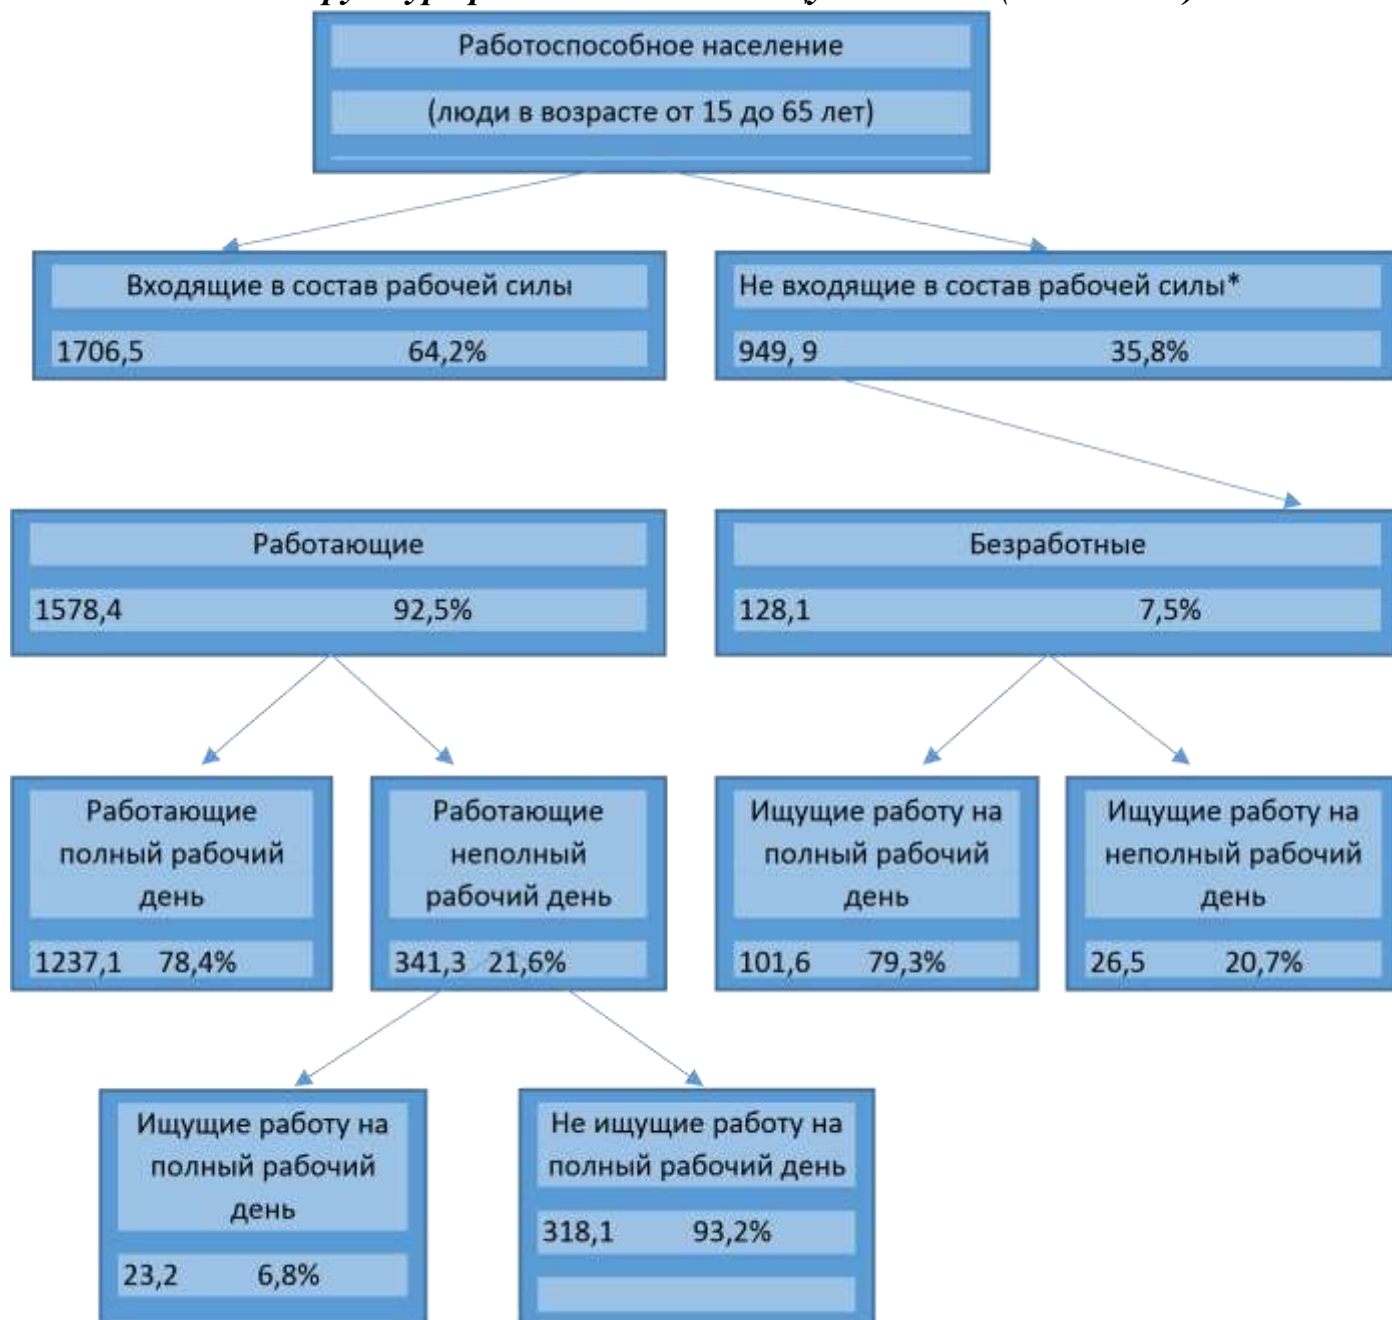 Работоспособное население
(люди в возрасте от 15 до 65 лет)
Входящие в состав рабочей силы
1706,5 64,2%
Не входящие в состав рабочей силы*
949, 9 35,8%
Работающие
1578,4 92,5%
Безработные
128,1 7,5%
Работающие
полный рабочий
день
1237,1 78,4%
Работающие
неполный
рабочий день
341,3 21,6%
Ищущие работу на
полный рабочий
день
101,6 79,3%
Ищущие работу на
неполный рабочий
день
26,5 20,7%
Ищущие работу на
полный рабочий
день
23,2 6,8%
Не ищущие работу на
полный рабочий день
318,1 93,2%